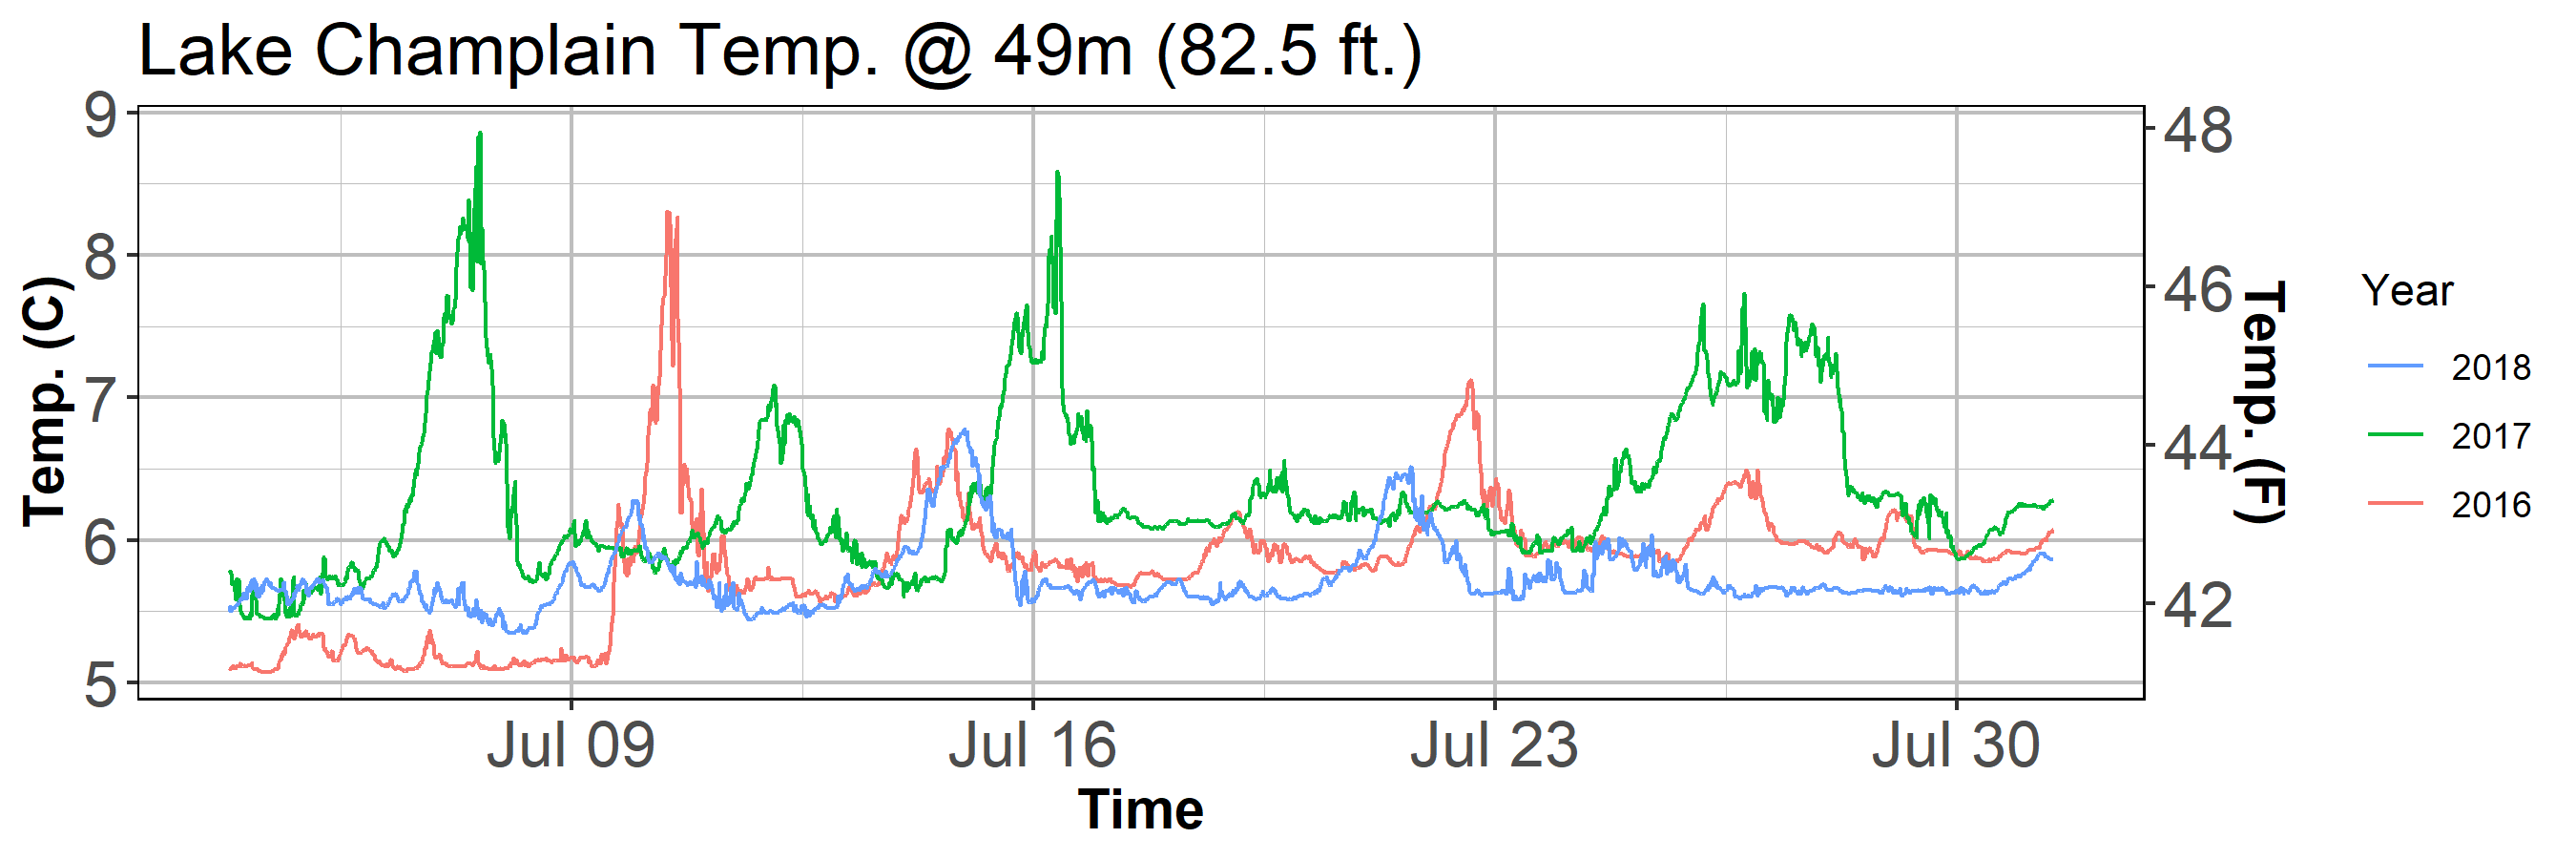 Lake Champlain Temp. @ 49m (82.5 ft.)
9
8
7
6
5
Temp. (C)
48
46
44
42
Temp. (F)
Jul 09
Jul 16
Jul 23
Jul 30
Time
Year
2018
2017
2016